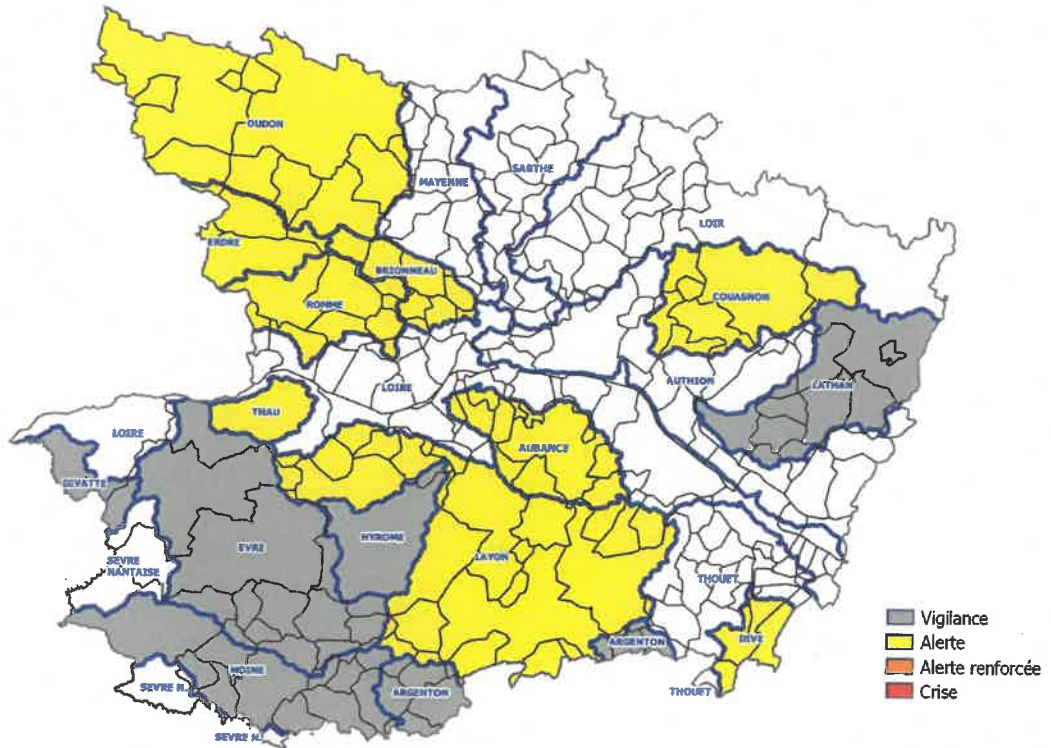 OUDON
SARTHE
MAYENNE
LOIR
ERDRE
BRIONNEAU
COUASNON
ROMME
LOIRE
AUTHION
LATHAN
THAU
LOIRE
AUBANCE
DIVATTE
EVRE
HYROME
LAYON
SEVRE
NANTAISE
THOUET
ARGENTON
DIVE
MOINE
SEVRE N.
ARGENTON
THOUET
SEVRE N.
Vigilance
Alerte
Alerte renforcée
Crise